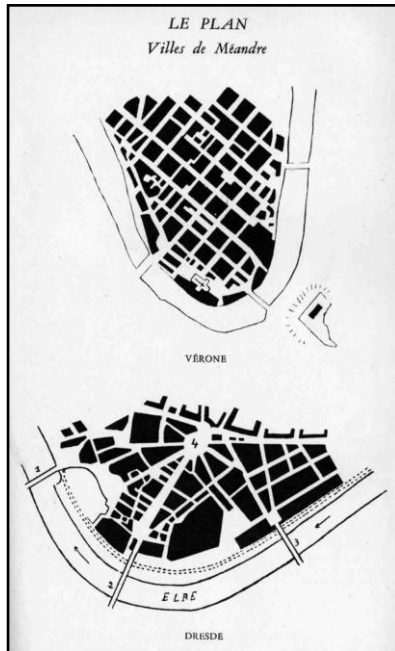 LE PLAN
Villes de Méandre
VÉRONE
4
1
2
3
ELBE
DRESDE